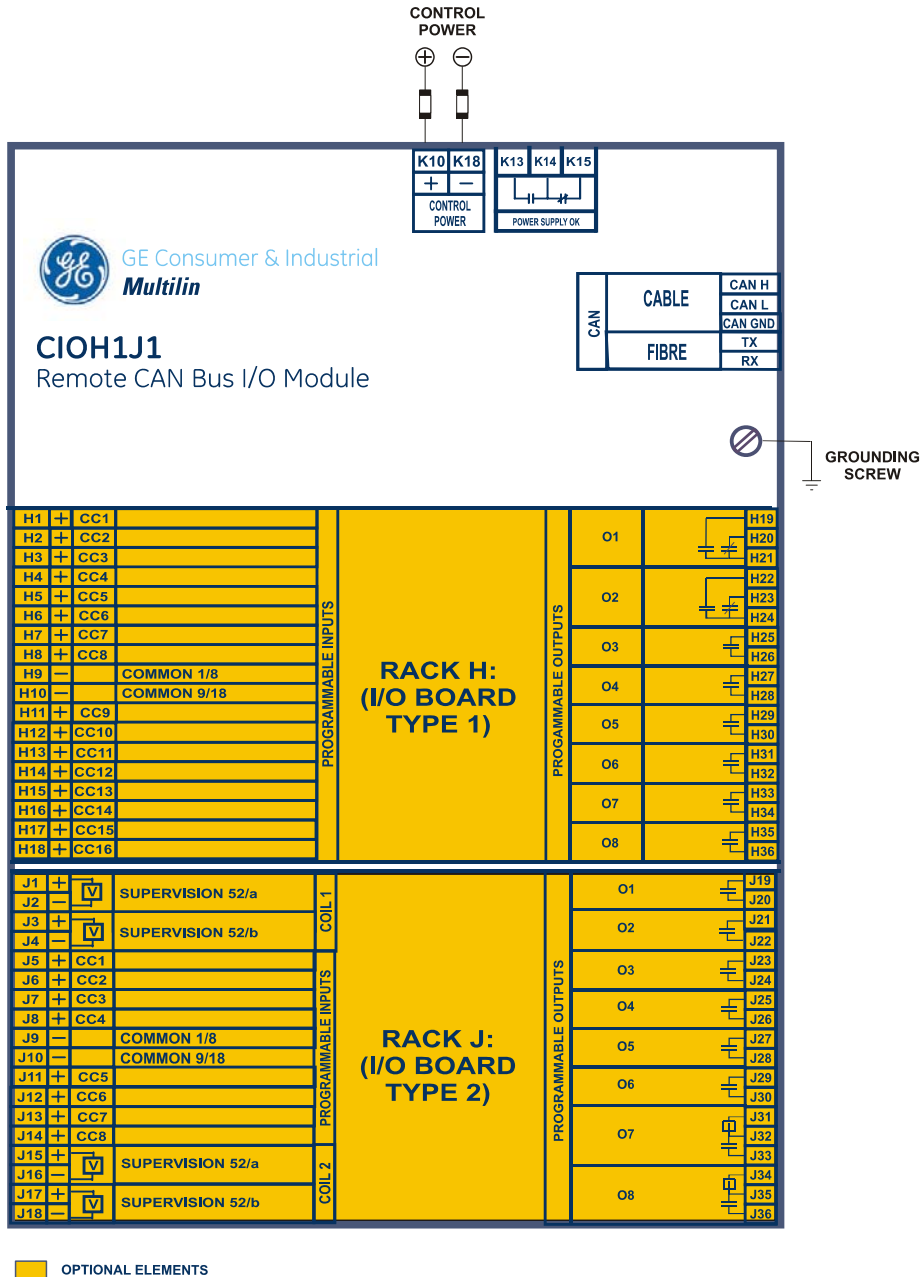 CONTROL
POWER
K10 K18
+ −
CONTROL
POWER
K13 K14 K15
POWER SUPPLY OK
GE Consumer & Industrial
Multilin
CIOH1J1
Remote CAN Bus I/O Module
CAN
CABLE
FIBRE
CAN H
CAN L
CAN GND
TX
RX
GROUNDING
SCREW
H1 + CC1
H2 + CC2
H3 + CC3
H4 + CC4
H5 + CC5
H6 + CC6
H7 + CC7
H8 + CC8
H9 − COMMON 1/8
H10 − COMMON 9/18
H11 + CC9
H12 + CC10
H13 + CC11
H14 + CC12
H15 + CC13
H16 + CC14
H17 + CC15
H18 + CC16
PROGRAMMABLE INPUTS
RACK H:
(I/O BOARD
TYPE 1)
PROGAMMABLE OUTPUTS
O1
O2
O3
O4
O5
O6
O7
O8
H19
H20
H21
H22
H23
H24
H25
H26
H27
H28
H29
H30
H31
H32
H33
H34
H35
H36
J1 + V SUPERVISION 52/a
J2 −
J3 + V SUPERVISION 52/b
J4 −
J5 + CC1
J6 + CC2
J7 + CC3
J8 + CC4
J9 − COMMON 1/8
J10 − COMMON 9/18
J11 + CC5
J12 + CC6
J13 + CC7
J14 + CC8
J15 + V SUPERVISION 52/a
J16 −
J17 + V SUPERVISION 52/b
J18 −
COIL 1
PROGRAMMABLE INPUTS
COIL 2
RACK J:
(I/O BOARD
TYPE 2)
PROGRAMMABLE OUTPUTS
O1
O2
O3
O4
O5
O6
O7
O8
J19
J20
J21
J22
J23
J24
J25
J26
J27
J28
J29
J30
J31
J32
J33
J34
J35
J36
OPTIONAL ELEMENTS